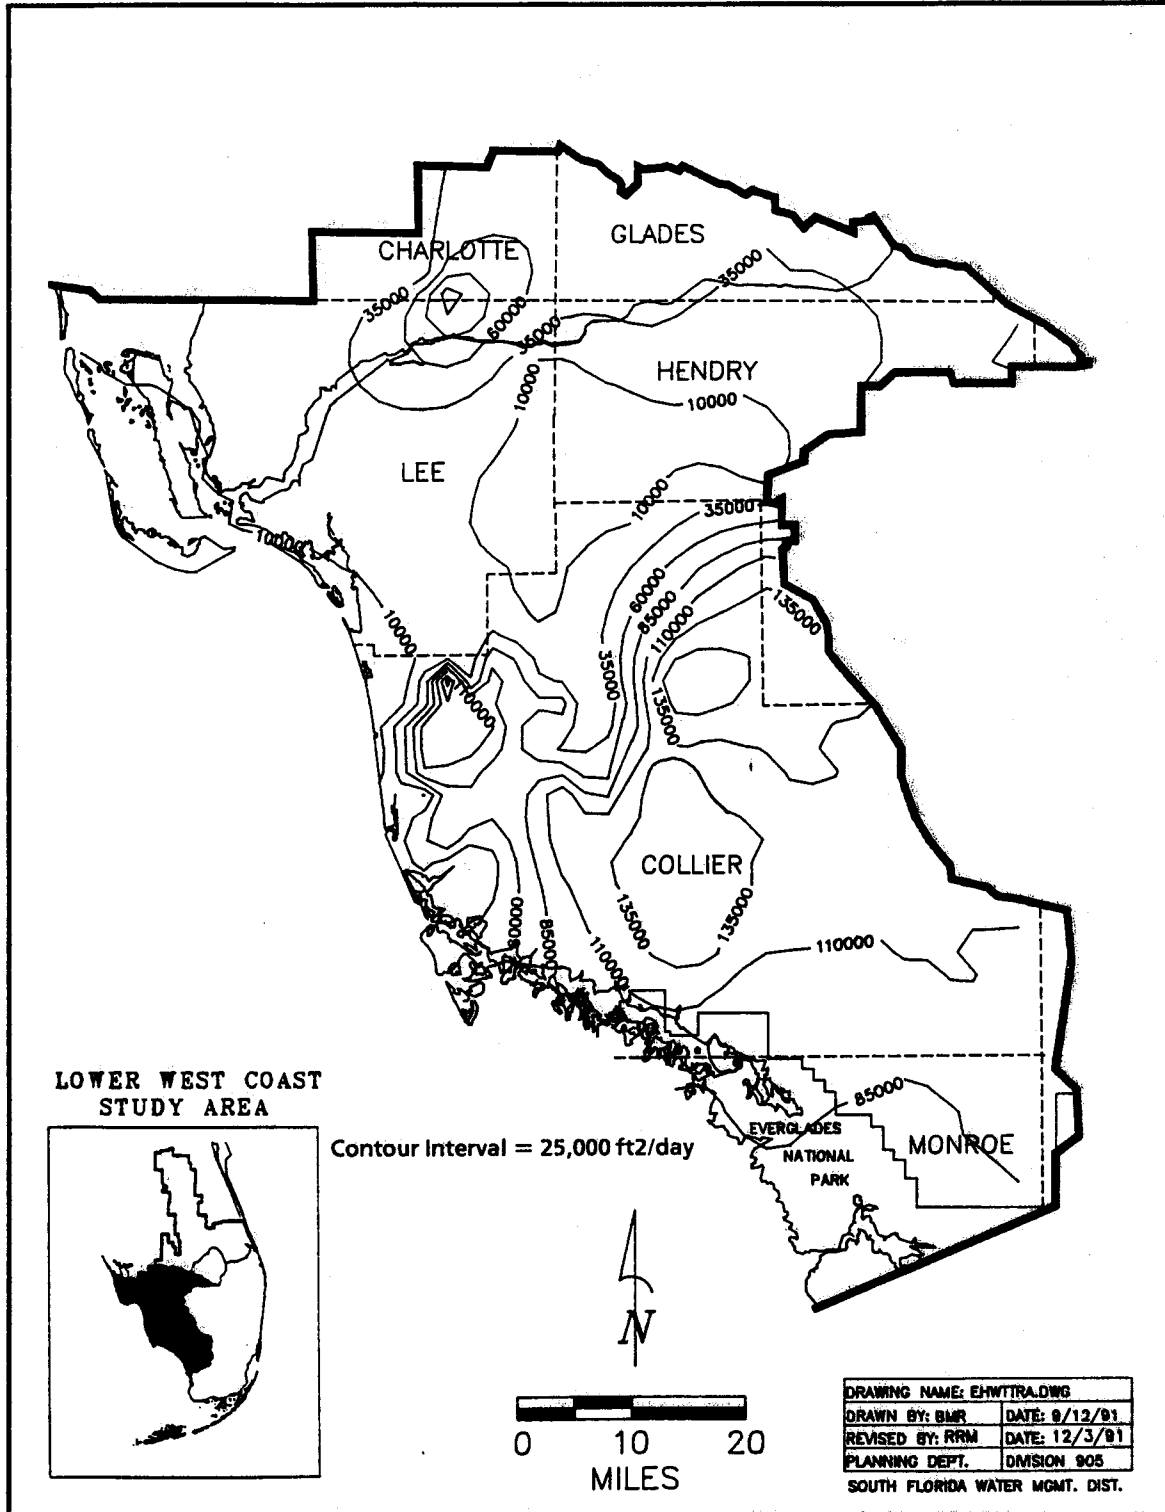 GLADES
CHARLOTTE
35000
35000
60000
35000
HENDRY
10000
10000
LEE
10000
35000
10000
60000
85000
110000
135000
10000
35000
110000
135000
COLLIER
135000
135000
60000
85000
110000
110000
85000
EVERGLADES
NATIONAL
PARK
MONROE
LOWER WEST COAST
STUDY AREA
Contour Interval = 25,000 ft2/day
N
0 10 20
MILES
DRAWING NAME: EHWTTRA.DWG
DRAWN BY: BMR DATE: 9/12/91
REVISED BY: RRM DATE: 12/3/91
PLANNING DEPT. DIVISION 905
SOUTH FLORIDA WATER MGMT. DIST.